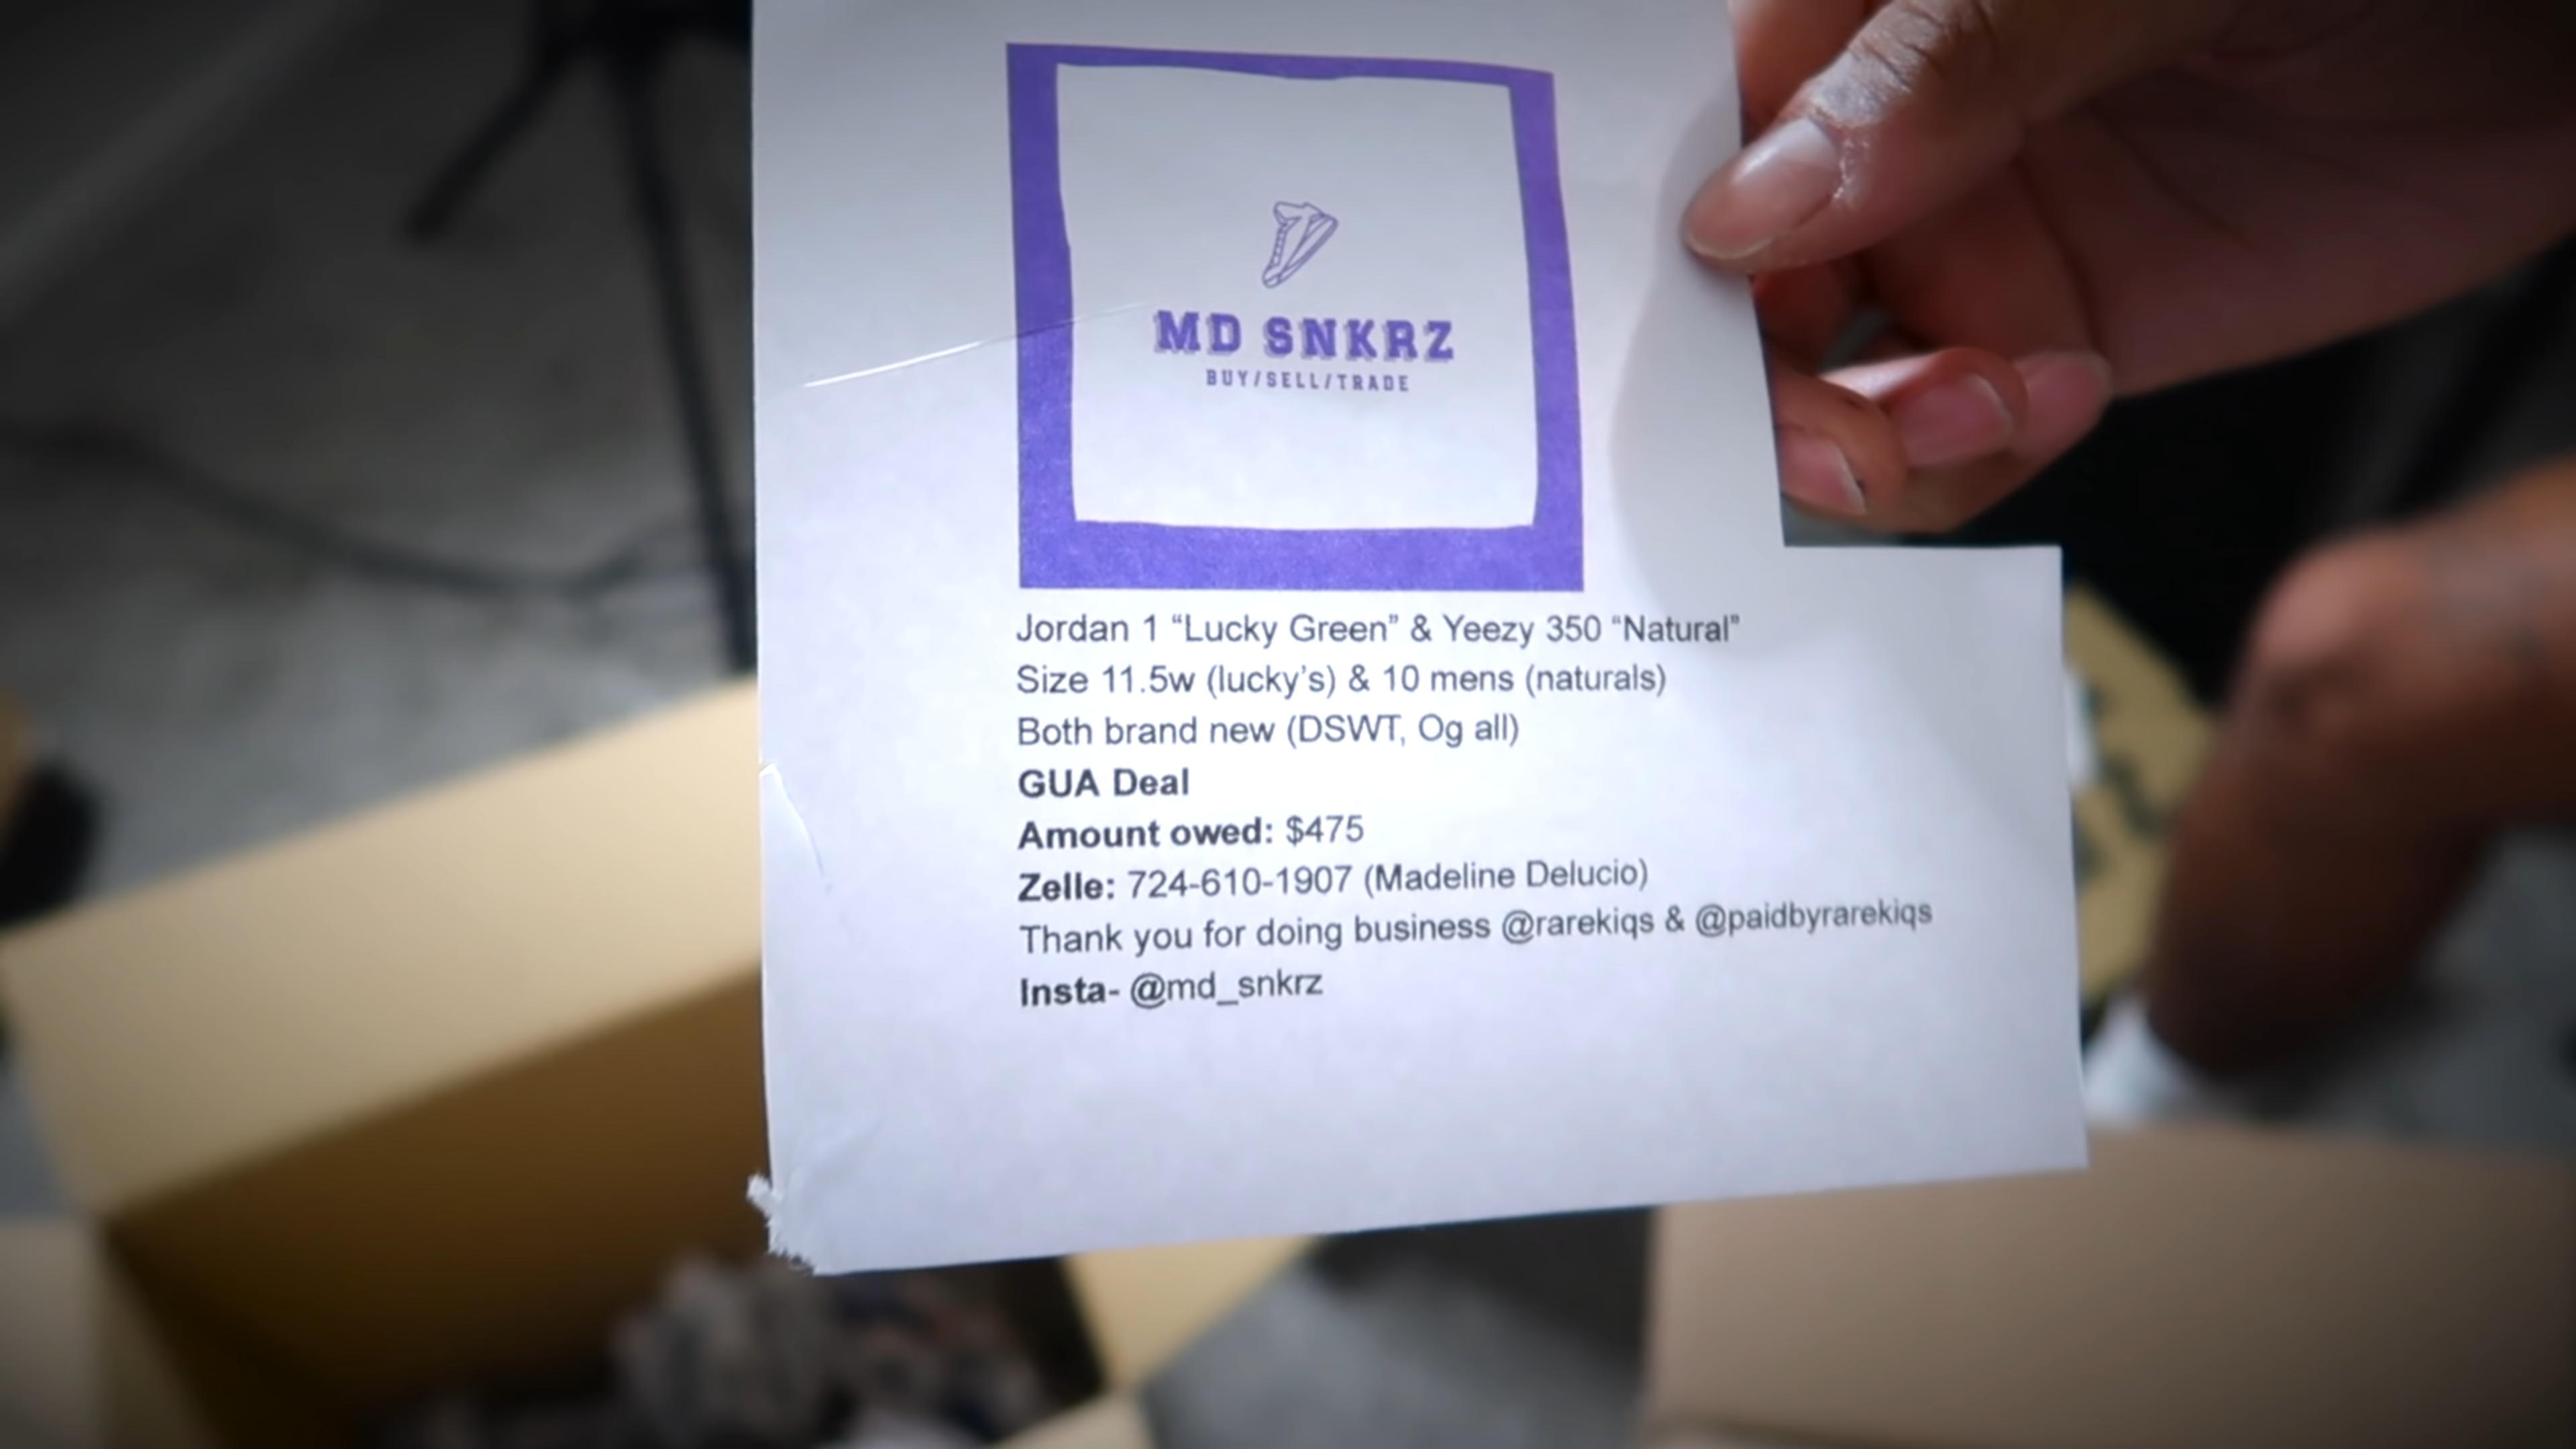 MD SNKRZ
BUY/SELL/TRADE
Jordan 1 “Lucky Green” & Yeezy 350 “Natural”
Size 11.5w (lucky’s) & 10 mens (naturals)
Both brand new (DSWT, Og all)
GUA Deal
Amount owed: $475
Zelle: 724-610-1907 (Madeline Delucio)
Thank you for doing business @rarekiqs & @paidbyrarekiqs
Insta- @md_snkrz